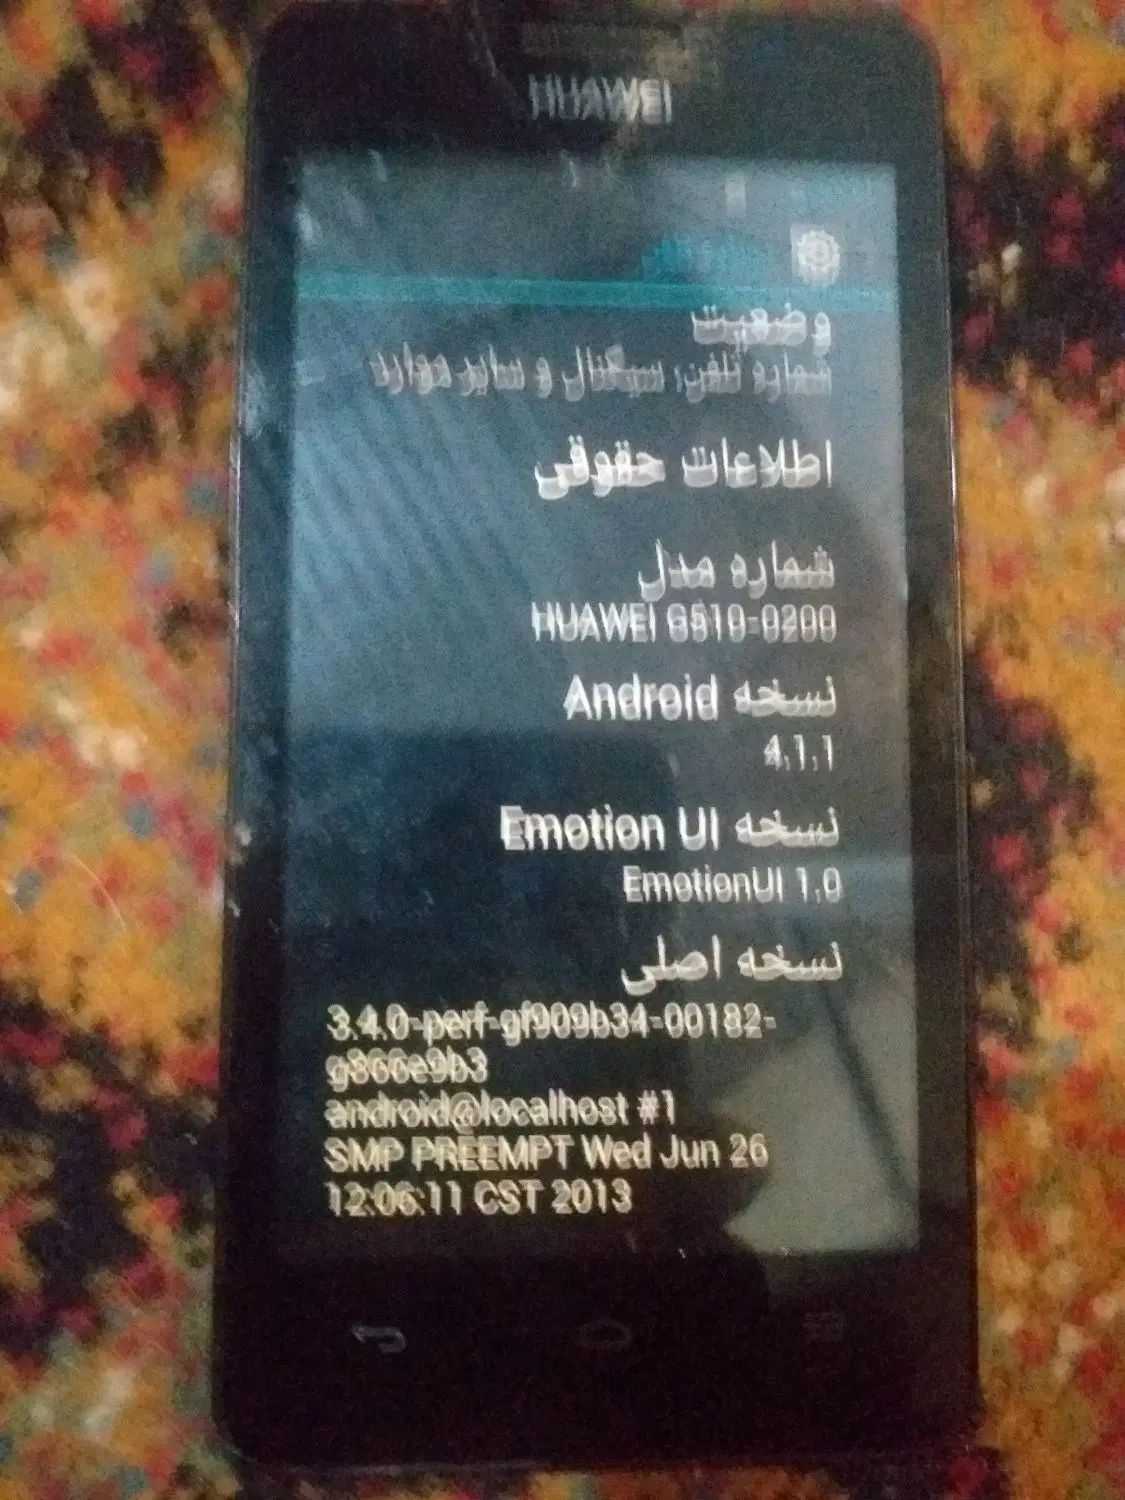 HUAWEI
وضعیت
شماره تلفن، سیگنال و سایر موارد
اطلاعات حقوقی
شماره مدل
HUAWEI G510-0200
نسخه Android
4.1.1
نسخه Emotion UI
EmotionUI 1.0
نسخه اصلی
3.4.0-perf-gf909b34-00182-
g866e9b3
android@localhost #1
SMP PREEMPT Wed Jun 26
12:06:11 CST 2013